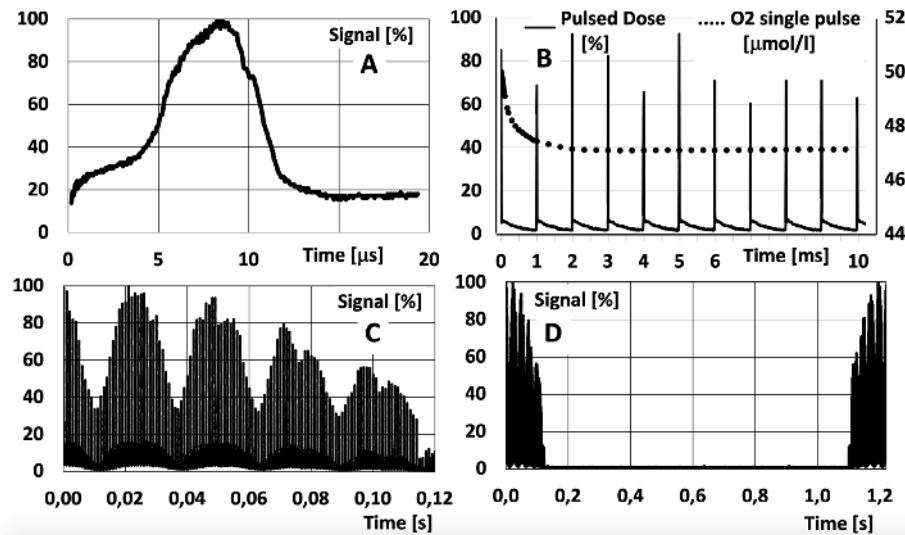 100
80
60
40
20
0
Signal [%]
A
0
5
10
Time [µs]
20
100
80
60
40
20
0
B
Pulsed Dose
[%]
..... O2 single pulse
[µmol/l]
52
50
48
46
44
0 1 2 3 4 5 6 Time [ms] 10
100
80
60
40
20
0
Signal [%]
C
0,00 0,02 0,04 0,06 0,08 0,10 0,12
Time [s]
100
80
60
40
20
0
Signal [%]
D
0,0 0,2 0,4 0,6 0,8 1,0 1,2
Time [s]